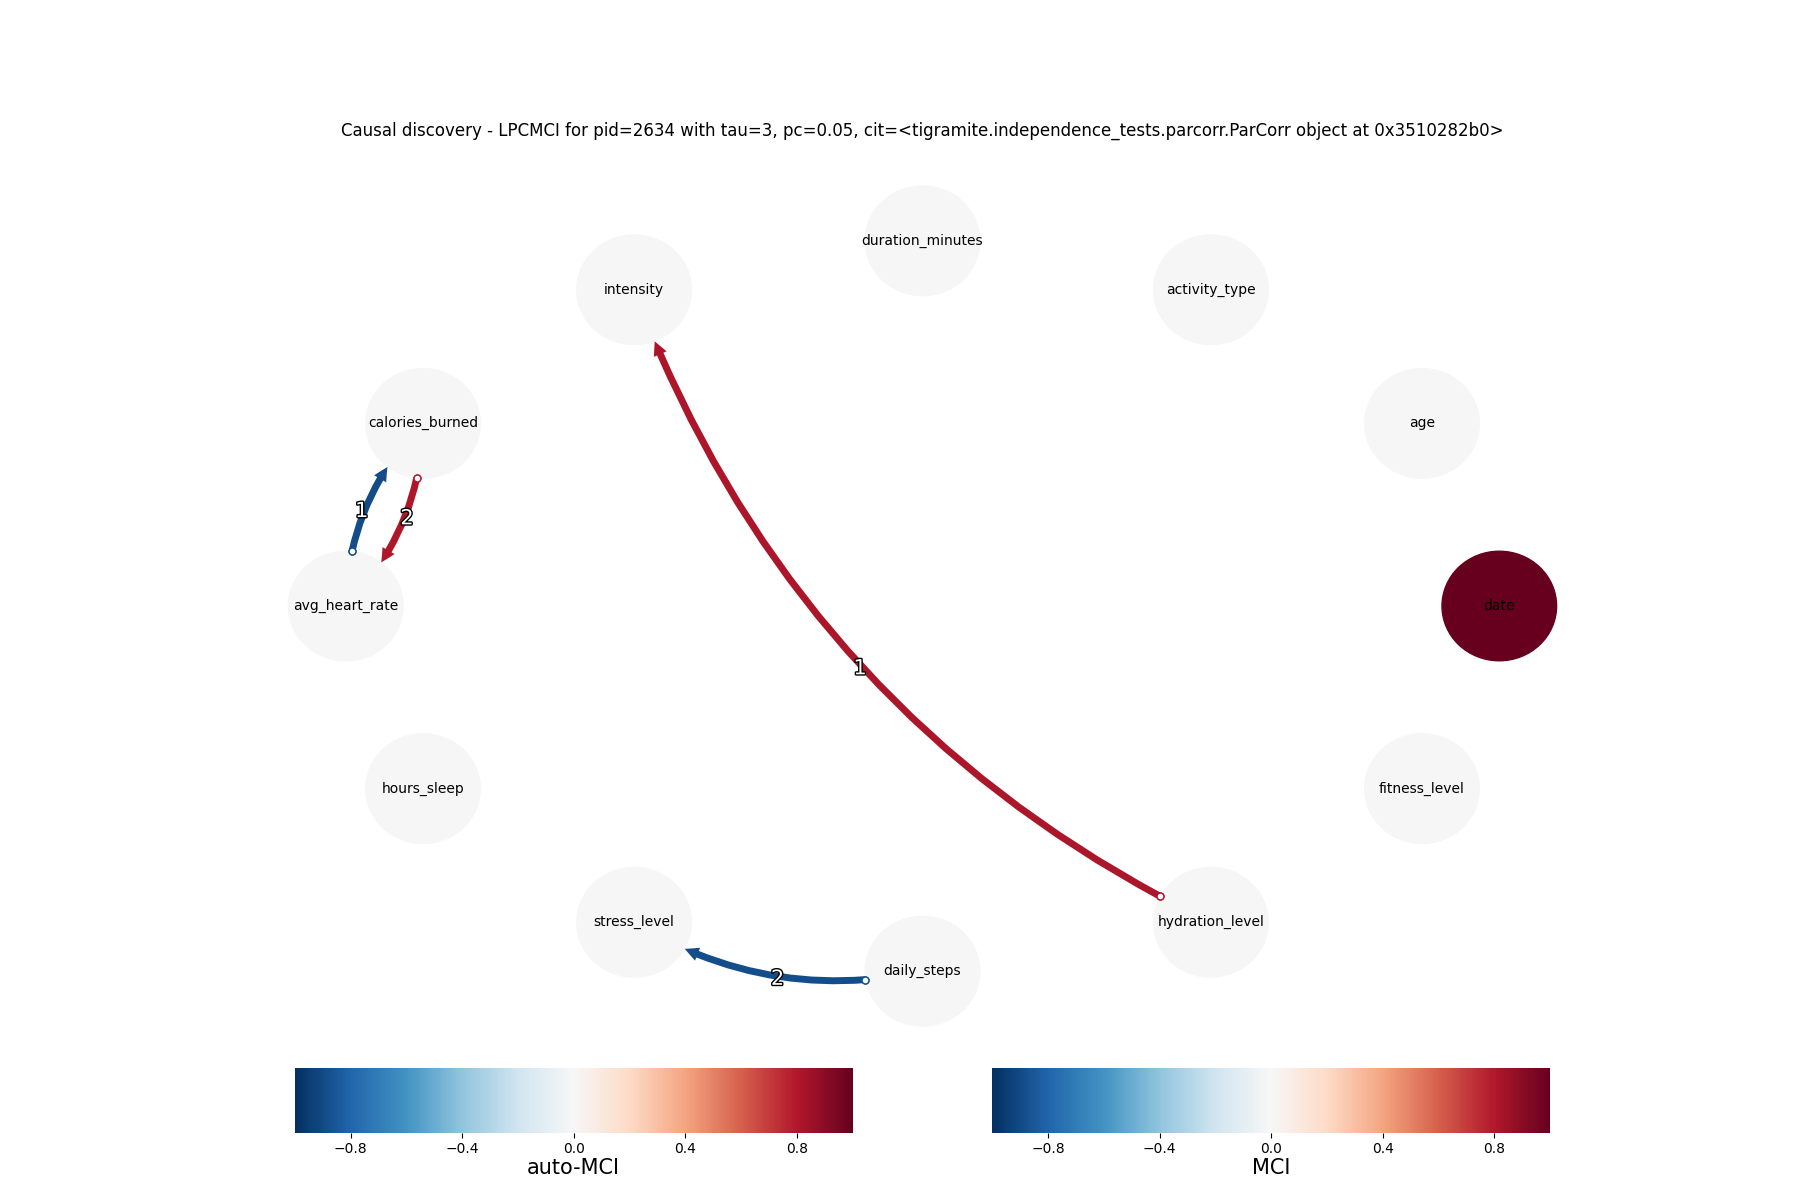 Causal discovery - LPCMCI for pid=2634 with tau=3, pc=0.05, cit=<tigramite.independence_tests.parcorr.ParCorr object at 0x3510282b0>
duration_minutes
intensity
activity_type
calories_burned
age
1
2
avg_heart_rate
date
1
hours_sleep
fitness_level
stress_level
hydration_level
daily_steps
2
−0.8 −0.4 0.0 0.4 0.8
auto-MCI
−0.8 −0.4 0.0 0.4 0.8
MCI